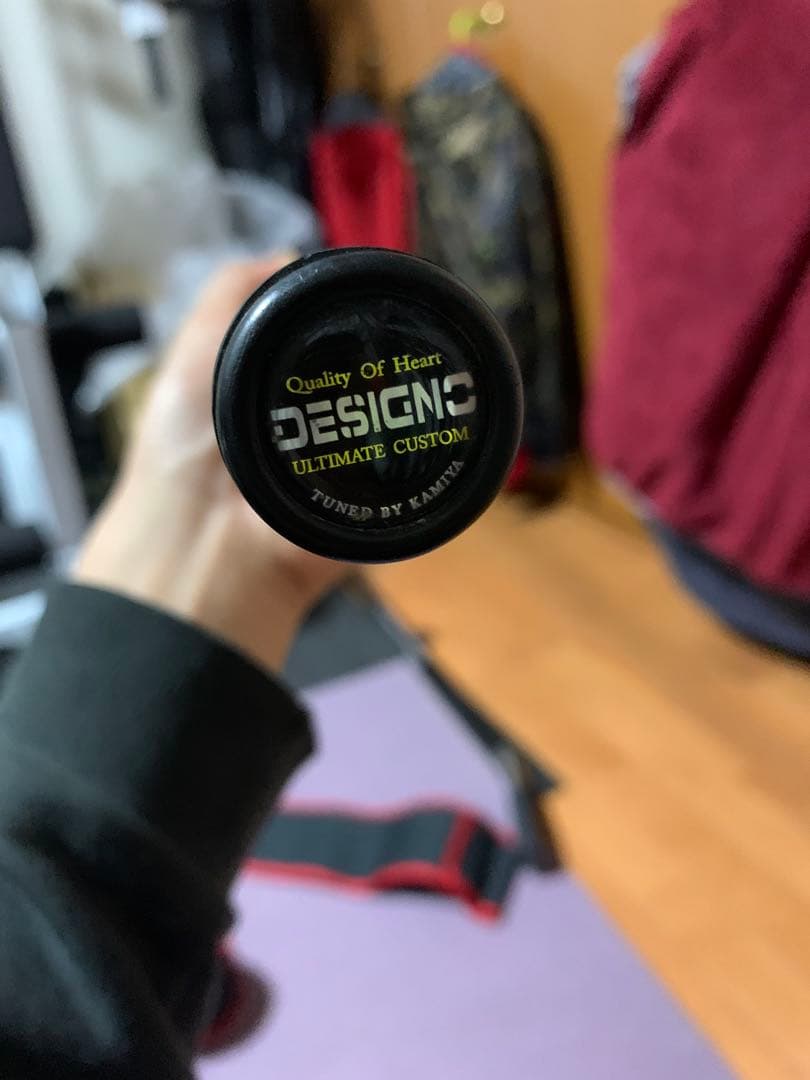 Quality Of Heart
DESIGNO
ULTIMATE CUSTOM
TUNED BY KAMIYA